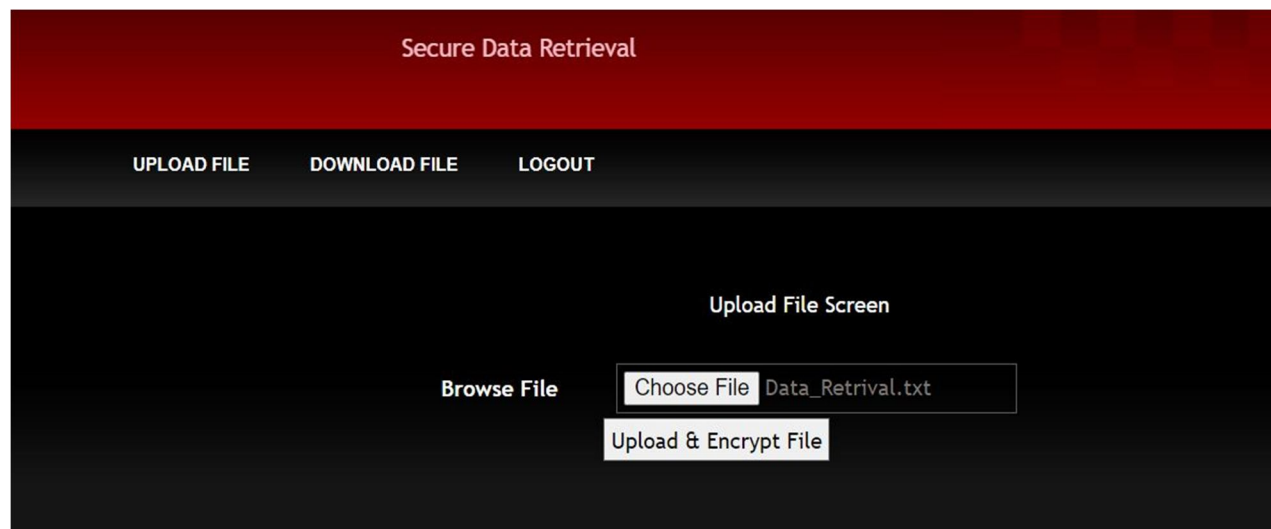 Secure Data Retrieval
UPLOAD FILE DOWNLOAD FILE LOGOUT
Upload File Screen
Browse File Choose File Data_Retrival.txt
Upload & Encrypt File